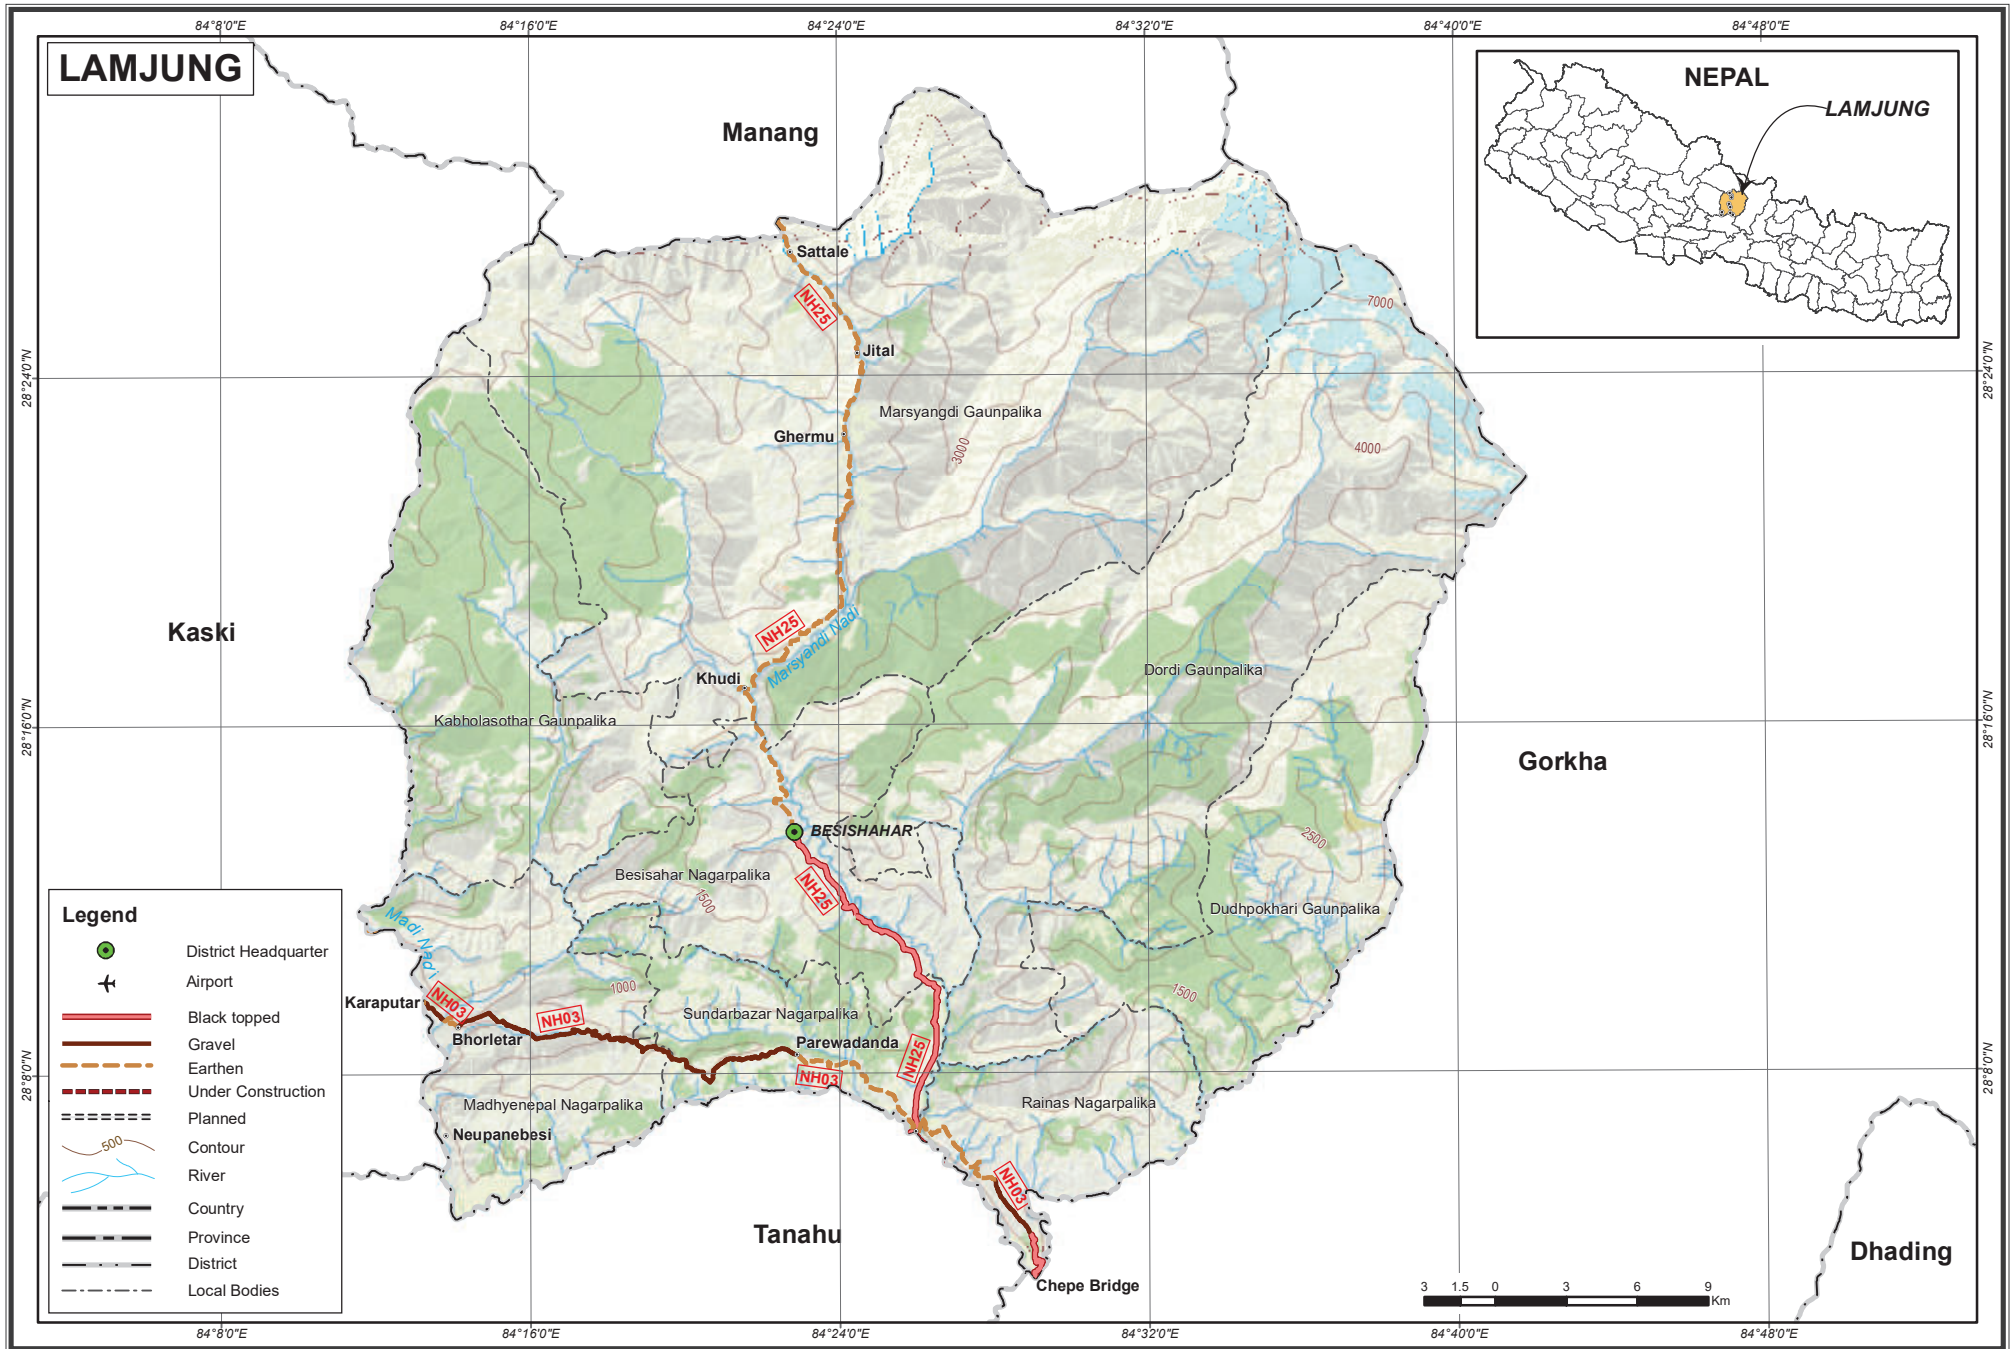 84°8'0"E
84°16'0"E
84°24'0"E
84°32'0"E
84°40'0"E
84°48'0"E
LAMJUNG
NEPAL
LAMJUNG
Manang
Sattale
NH25
7000
Jital
28°24'0"N
28°24'0"N
Marsyangdi Gaunpalika
Ghermu
3000
4000
Kaski
NH25
Marsyandi Nadi
Khudi
Dordi Gaunpalika
Kabholasothar Gaunpalika
28°16'0"N
28°16'0"N
Gorkha
BESISHAHAR
2500
Besisahar Nagarpalika
NH25
1500
Dudhpokhari Gaunpalika
Madi Nadi
Legend
District Headquarter
Airport
Black topped
Gravel
Earthen
Under Construction
Planned
500
Contour
River
Country
Province
District
Local Bodies
1000
1500
Karaputar
NH03
NH03
Bhorletar
Sundarbazar Nagarpalika
Parewadanda
NH25
NH03
28°8'0"N
28°8'0"N
Madhyenepal Nagarpalika
Rainas Nagarpalika
Neupanebesi
NH03
Tanahu
Dhading
Chepe Bridge
3 1.5 0 3 6 9
Km
84°8'0"E
84°16'0"E
84°24'0"E
84°32'0"E
84°40'0"E
84°48'0"E